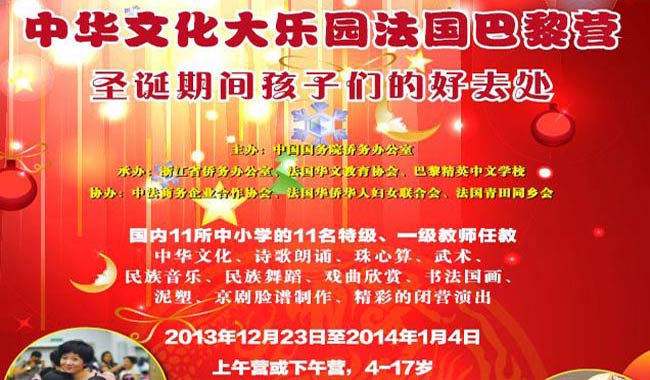 中华文化大乐园法国巴黎营
圣诞期间孩子们的好去处
主办：中国国务院侨务办公室
承办：浙江省侨务办公室、法国华文教育协会、巴黎精英中文学校
协办：中法商务企业合作协会、法国华侨华人妇女联合会、法国青田同乡会
国内11所中小学的11名特级、一级教师任教
中华文化、诗歌朗诵、珠心算、武术、
民族音乐、民族舞蹈、戏曲欣赏、书法国画、
泥塑、京剧脸谱制作、精彩的闭营演出
2013年12月23日至2014年1月4日
上午营或下午营，4-17岁